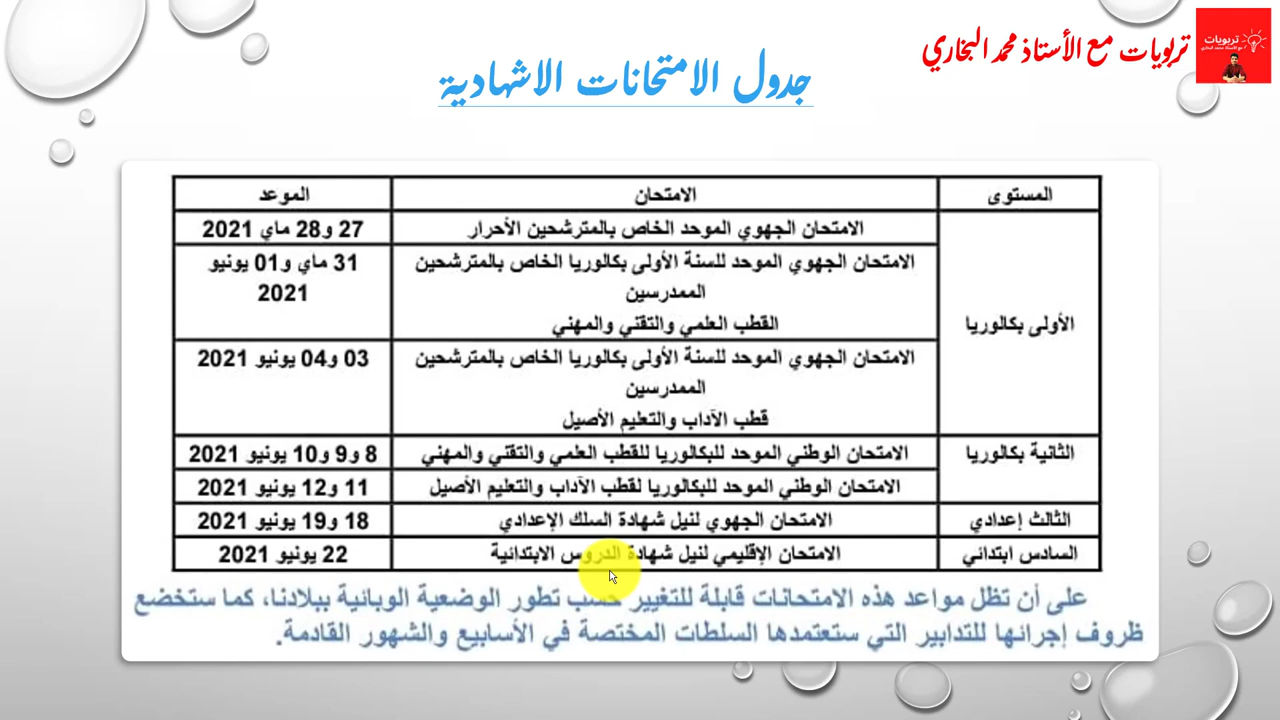 تربويات مع الأستاذ محمد البخاري
تربويات
جدول الامتحانات الاشهادية
المستوى الامتحان الموعد
الامتحان الجهوي الموحد الخاص بالمترشحين الأحرار 27 و28 ماي 2021
الأولى بكالوريا
الامتحان الجهوي الموحد للسنة الأولى بكالوريا الخاص بالمترشحين 31 ماي و01 يونيو
الممدرسين 2021
القطب العلمي والتقني والمهني
الامتحان الجهوي الموحد للسنة الأولى بكالوريا الخاص بالمترشحين 03 و04 يونيو 2021
الممدرسين
قطب الآداب والتعليم الأصيل
الثانية بكالوريا الامتحان الوطني الموحد للبكالوريا للقطب العلمي والتقني والمهني 8 و9 و10 يونيو 2021
الامتحان الوطني الموحد للبكالوريا لقطب الآداب والتعليم الأصيل 11 و12 يونيو 2021
الثالث إعدادي الامتحان الجهوي لنيل شهادة السلك الإعدادي 18 و19 يونيو 2021
السادس ابتدائي الامتحان الإقليمي لنيل شهادة الدروس الابتدائية 22 يونيو 2021
على أن تظل مواعد هذه الامتحانات قابلة للتغيير حسب تطور الوضعية الوبائية ببلادنا، كما ستخضع
ظروف إجرائها للتدابير التي ستعتمدها السلطات المختصة في الأسابيع والشهور القادمة.